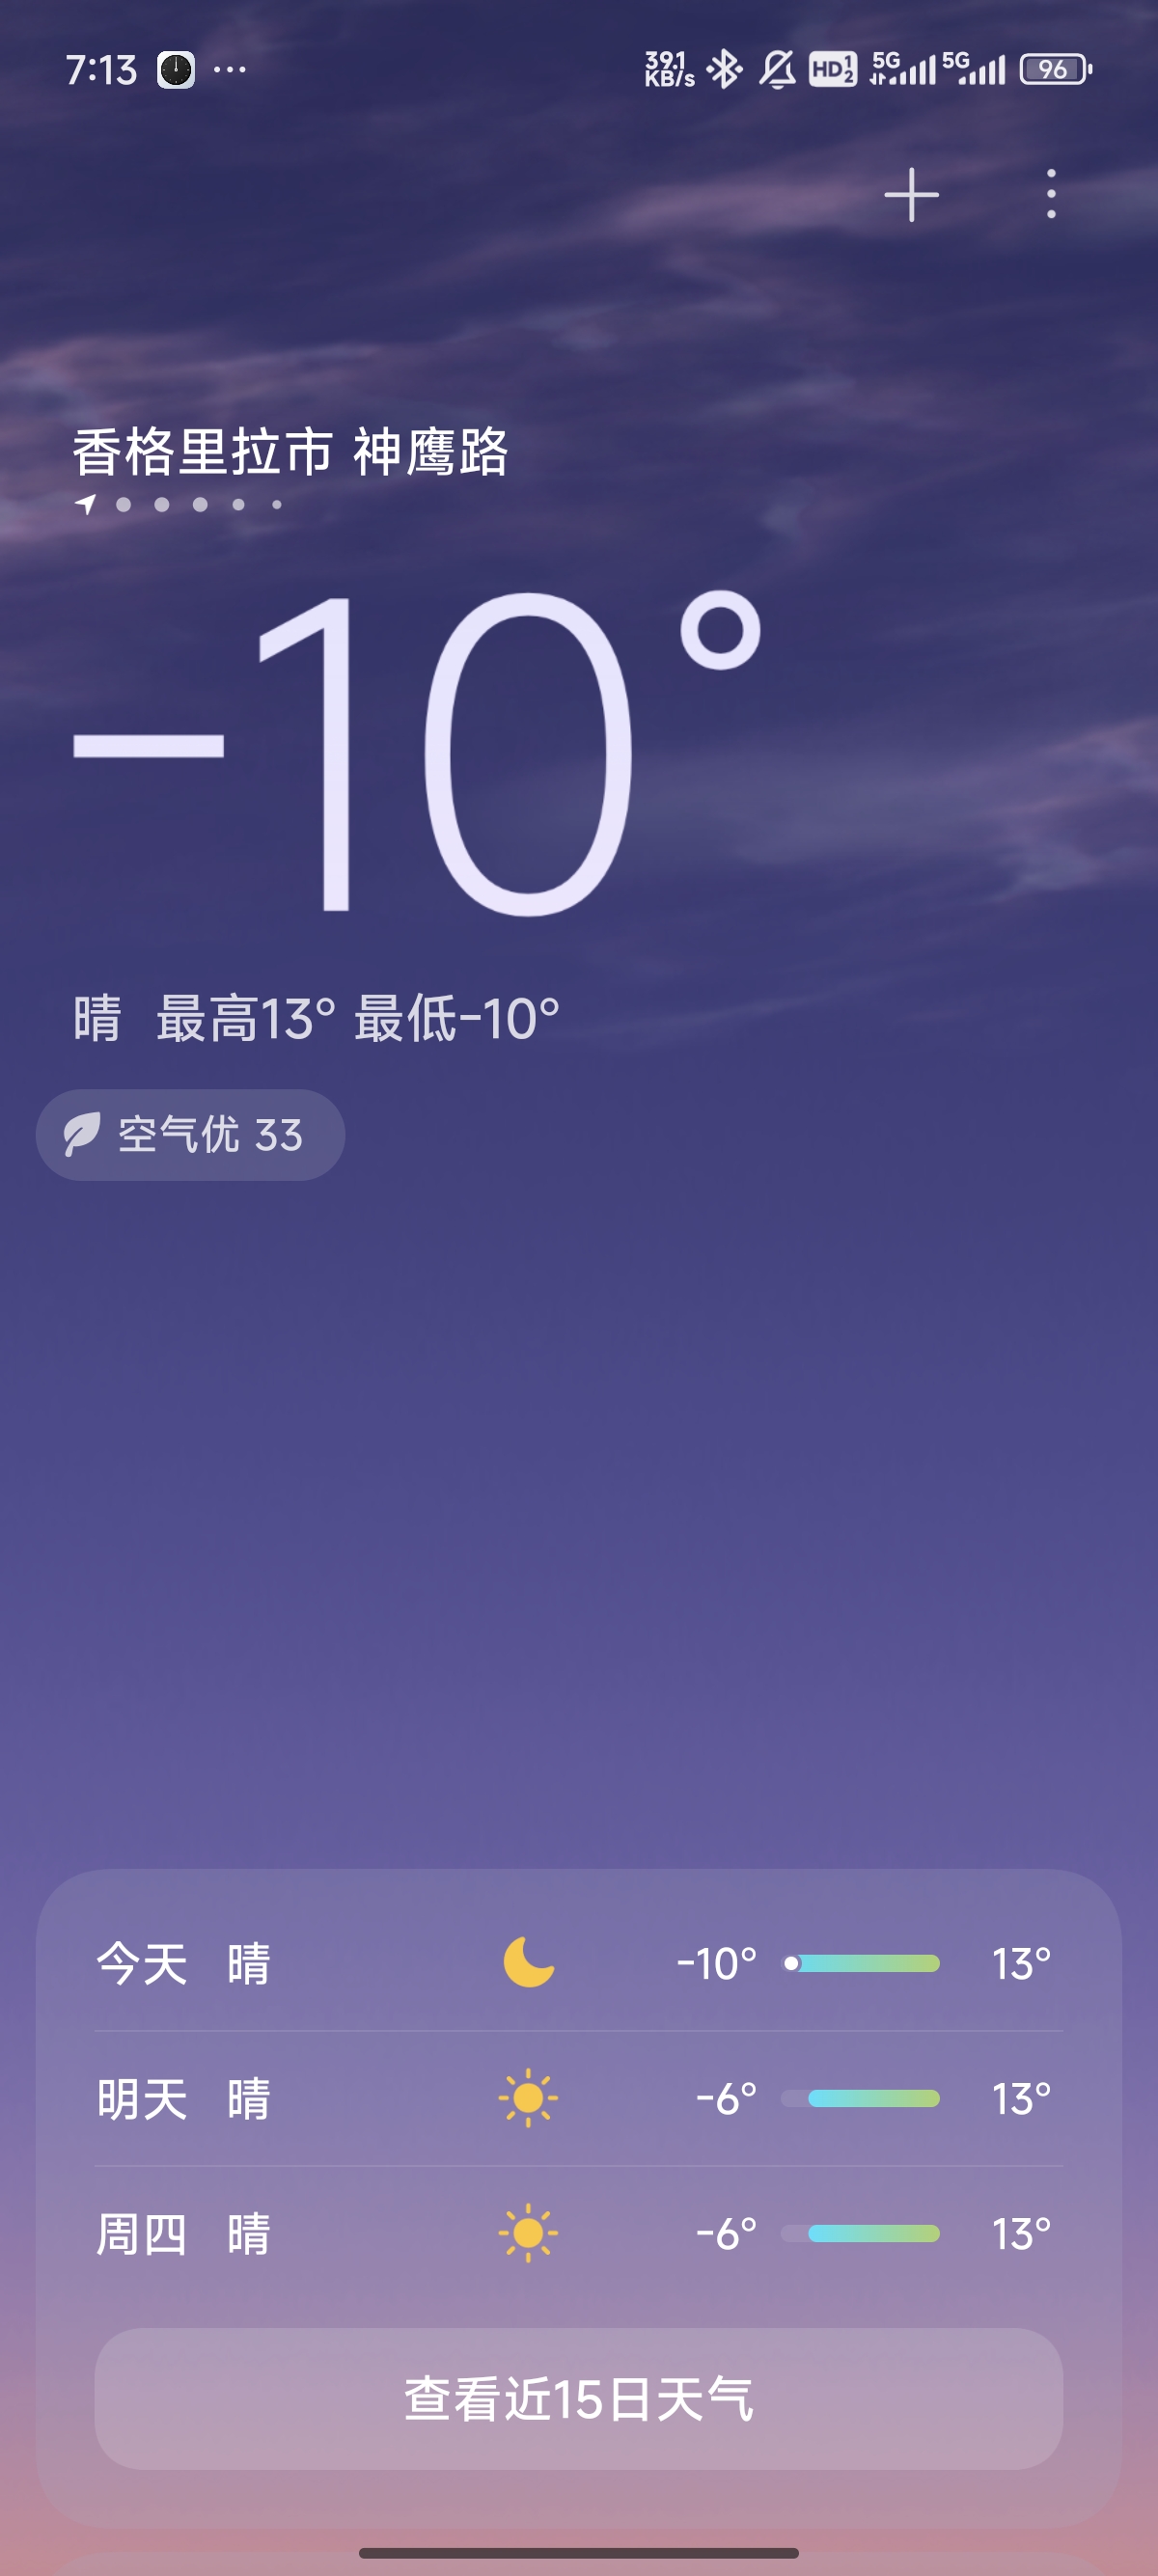 7:13 ··· 39.1 KB/s HD 1 2 5G 5G 96
香格里拉市 神鹰路
-10°
晴 最高13° 最低-10°
空气优 33
今天 晴 -10° 13°
明天 晴 -6° 13°
周四 晴 -6° 13°
查看近15日天气